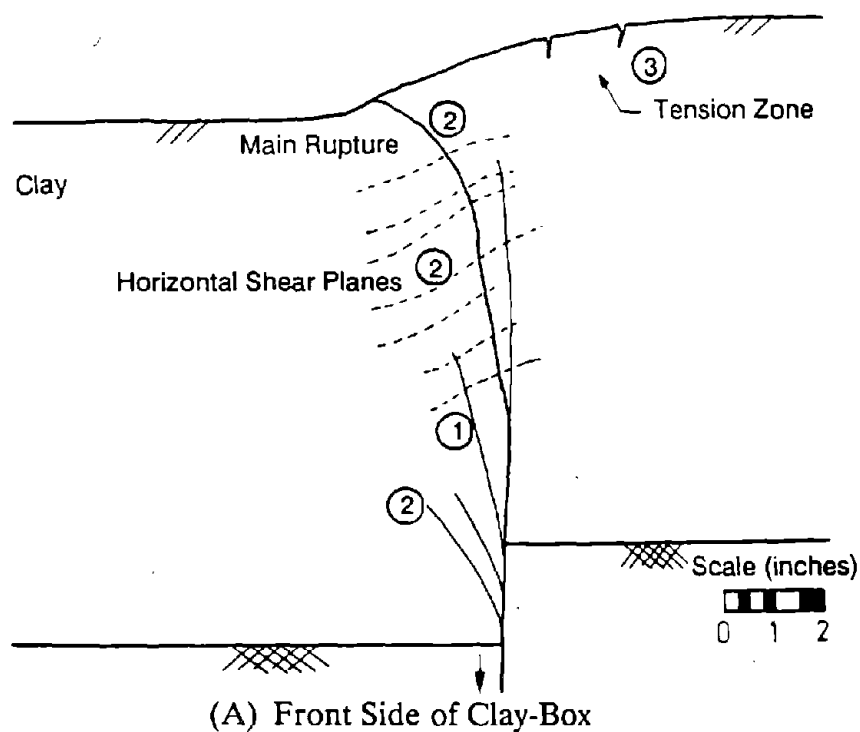 3
2
Tension Zone
Main Rupture
Clay
2
Horizontal Shear Planes
1
2
Scale (inches)
0 1 2
(A) Front Side of Clay-Box